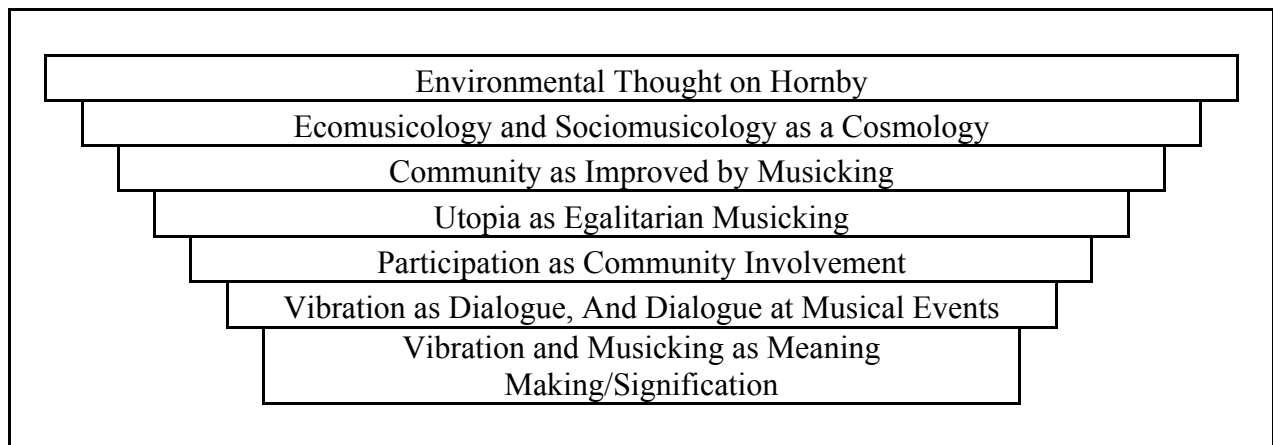 Environmental Thought on Hornby
Ecomusicology and Sociomusicology as a Cosmology
Community as Improved by Musicking
Utopia as Egalitarian Musicking
Participation as Community Involvement
Vibration as Dialogue, And Dialogue at Musical Events
Vibration and Musicking as Meaning
Making/Signification